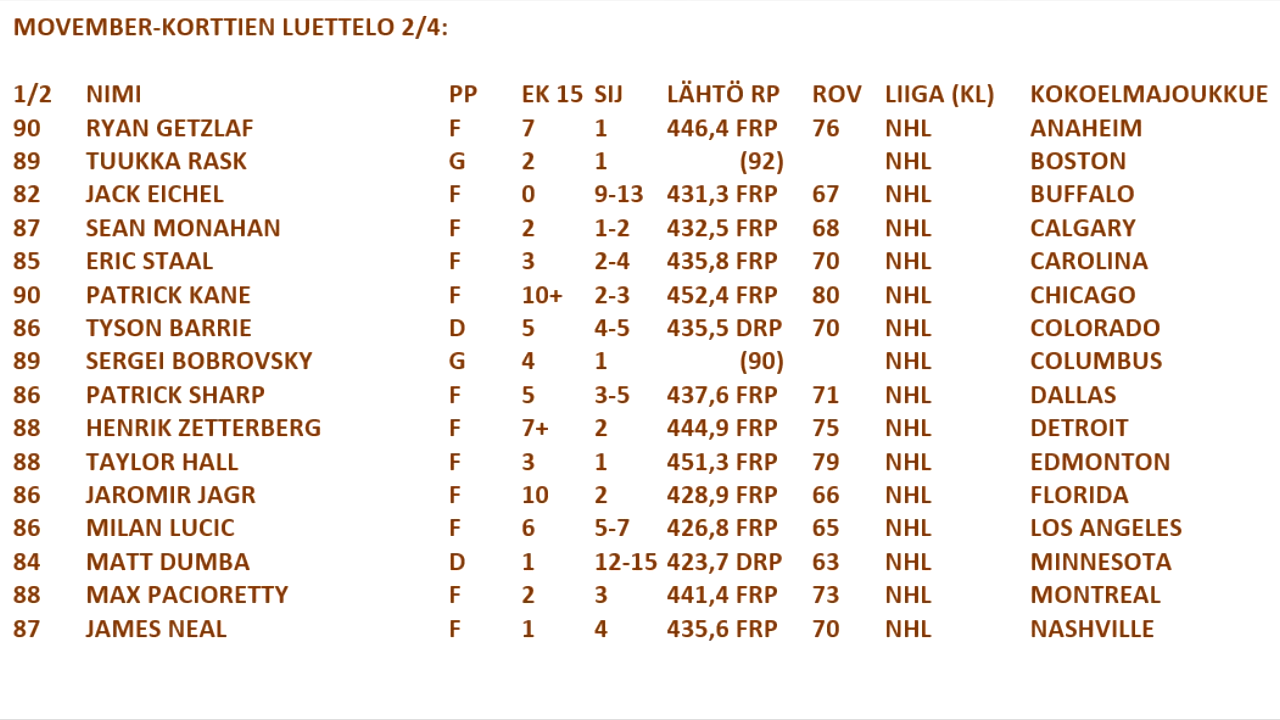 MOVEMBER-KORTTIEN LUETTELO 2/4:
1/2 NIMI PP EK 15 SIJ LÄHTÖ RP ROV LIIGA (KL) KOKOELMAJOUKKUE
90 RYAN GETZLAF F 7 1 446,4 FRP 76 NHL ANAHEIM
89 TUUKKA RASK G 2 1 (92) NHL BOSTON
82 JACK EICHEL F 0 9-13 431,3 FRP 67 NHL BUFFALO
87 SEAN MONAHAN F 2 1-2 432,5 FRP 68 NHL CALGARY
85 ERIC STAAL F 3 2-4 435,8 FRP 70 NHL CAROLINA
90 PATRICK KANE F 10+ 2-3 452,4 FRP 80 NHL CHICAGO
86 TYSON BARRIE D 5 4-5 435,5 DRP 70 NHL COLORADO
89 SERGEI BOBROVSKY G 4 1 (90) NHL COLUMBUS
86 PATRICK SHARP F 5 3-5 437,6 FRP 71 NHL DALLAS
88 HENRIK ZETTERBERG F 7+ 2 444,9 FRP 75 NHL DETROIT
88 TAYLOR HALL F 3 1 451,3 FRP 79 NHL EDMONTON
86 JAROMIR JAGR F 10 2 428,9 FRP 66 NHL FLORIDA
86 MILAN LUCIC F 6 5-7 426,8 FRP 65 NHL LOS ANGELES
84 MATT DUMBA D 1 12-15 423,7 DRP 63 NHL MINNESOTA
88 MAX PACIORETTY F 2 3 441,4 FRP 73 NHL MONTREAL
87 JAMES NEAL F 1 4 435,6 FRP 70 NHL NASHVILLE